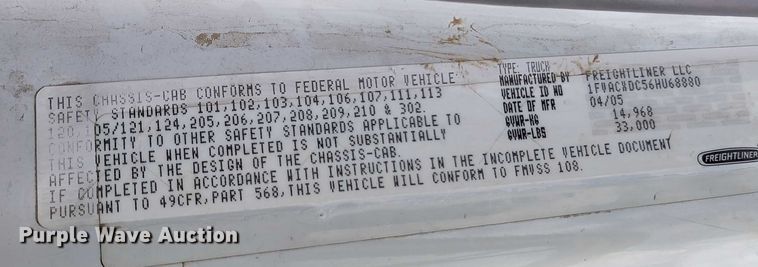 THIS CHASSIS-CAB CONFORMS TO FEDERAL MOTOR VEHICLE
SAFETY STANDARDS 101,102,103,104,106,107,111,113
120,105/121,124,205,206,207,208,209,210 & 302.
CONFORMITY TO OTHER SAFETY STANDARDS APPLICABLE TO
THIS VEHICLE WHEN COMPLETED IS NOT SUBSTANTIALLY
AFFECTED BY THE DESIGN OF THE CHASSIS-CAB.
IF COMPLETED IN ACCORDANCE WITH INSTRUCTIONS IN THE INCOMPLETE VEHICLE DOCUMENT
PURSUANT TO 49CFR,PART 568,THIS VEHICLE WILL CONFORM TO FMVSS 108.
TYPE: TRUCK
MANUFACTURED BY FREIGHTLINER LLC
VEHICLE ID NO 1FVACXDC56HU68880
DATE OF MFR 04/05
GVWR-KG 14,968
GVWR-LBS 33,000
FREIGHTLINER
Purple Wave Auction